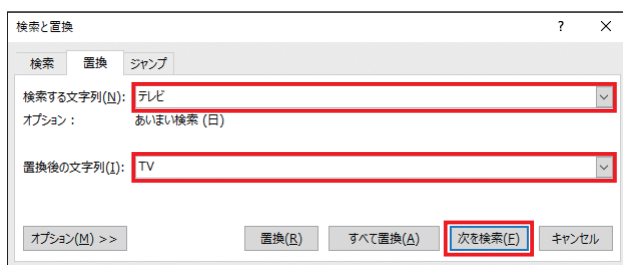 検索と置換 ? ×
検索 置換 ジャンプ
検索する文字列(N): テレビ
オプション： あいまい検索 (日)
置換後の文字列(I): TV
オプション(M) >> 置換(R) すべて置換(A) 次を検索(F) キャンセル